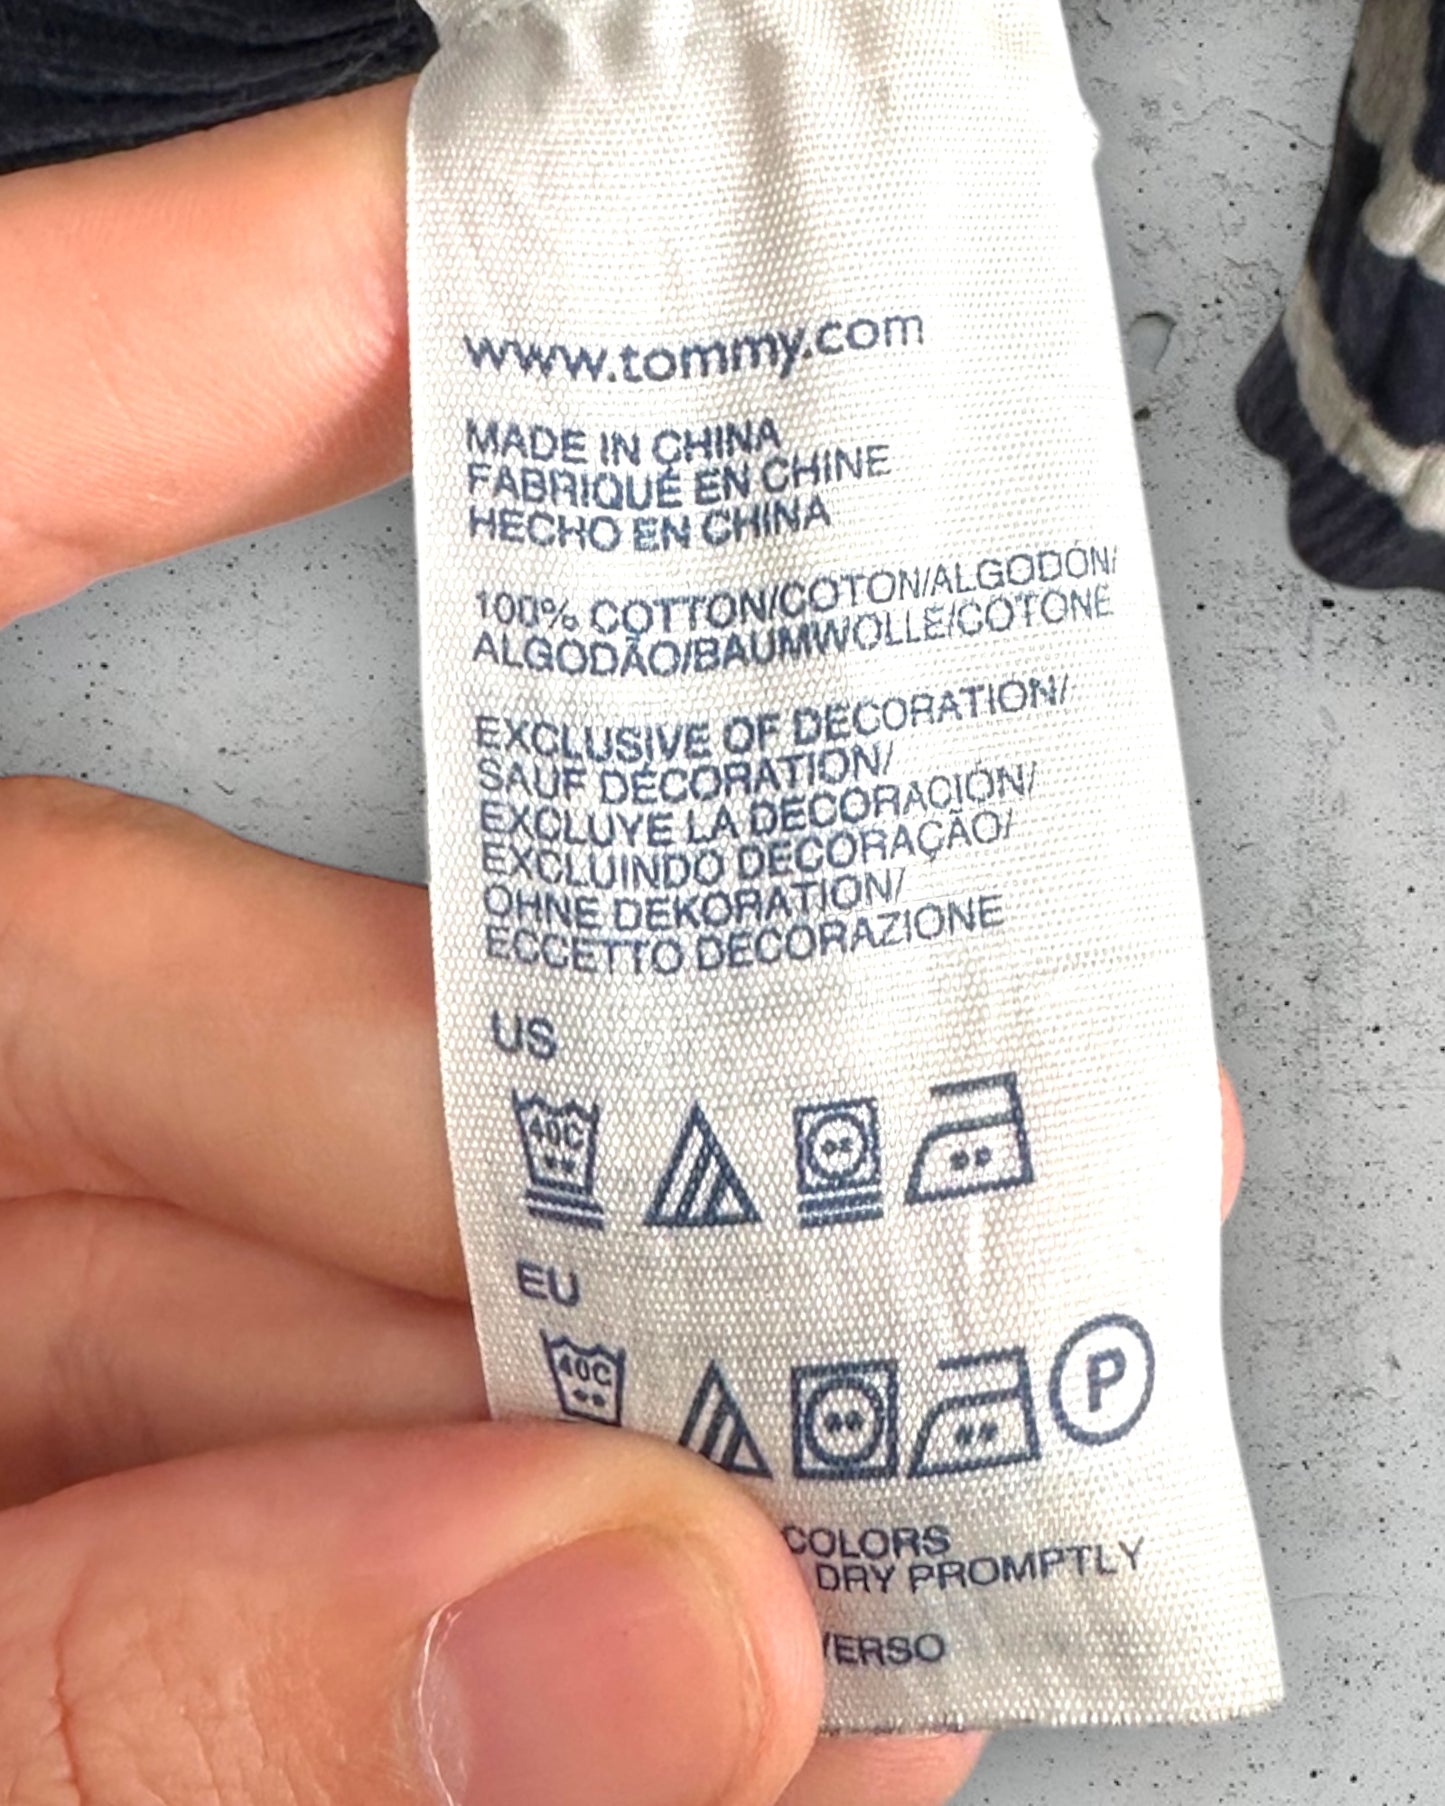 www.tommy.com
MADE IN CHINA
FABRIQUÉ EN CHINE
HECHO EN CHINA
100% COTTON/COTON/ALGODÓN/
ALGODÃO/BAUMWOLLE/COTONE
EXCLUSIVE OF DECORATION/
SAUF DÉCORATION/
EXCLUYE LA DECORACIÓN/
EXCLUINDO DECORAÇÃO/
OHNE DEKORATION/
ECCETTO DECORAZIONE
US
40C
EU
40C
P
COLORS
DRY PROMPTLY